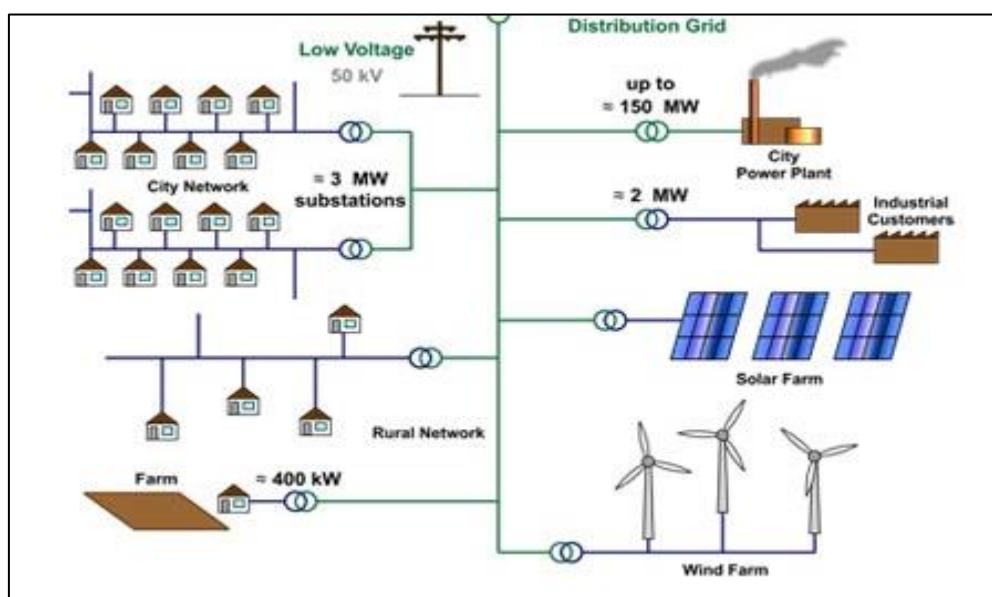 Distribution Grid
Low Voltage
50 kV
up to
≈ 150 MW
City
Power Plant
City Network
≈ 3 MW
substations
≈ 2 MW
Industrial
Customers
Solar Farm
Rural Network
Farm
≈ 400 kW
Wind Farm